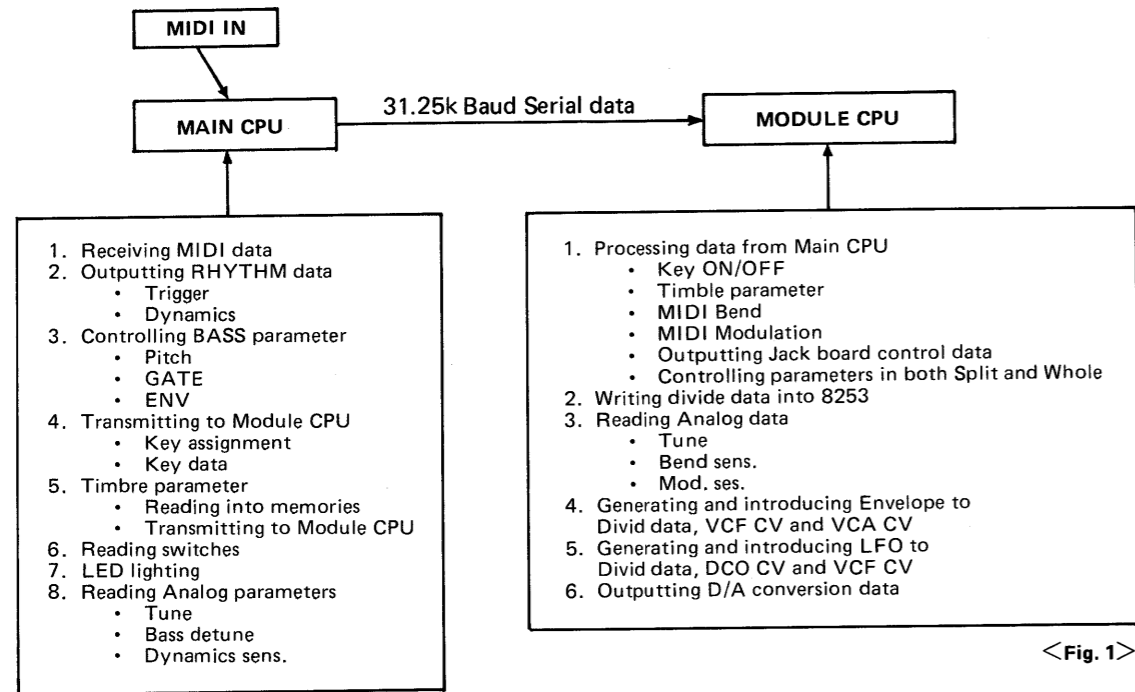 MIDI IN
MAIN CPU
31.25k Baud Serial data
MODULE CPU
1. Receiving MIDI data
2. Outputting RHYTHM data
• Trigger
• Dynamics
3. Controlling BASS parameter
• Pitch
• GATE
• ENV
4. Transmitting to Module CPU
• Key assignment
• Key data
5. Timbre parameter
• Reading into memories
• Transmitting to Module CPU
6. Reading switches
7. LED lighting
8. Reading Analog parameters
• Tune
• Bass detune
• Dynamics sens.
1. Processing data from Main CPU
• Key ON/OFF
• Timble parameter
• MIDI Bend
• MIDI Modulation
• Outputting Jack board control data
• Controlling parameters in both Split and Whole
2. Writing divide data into 8253
3. Reading Analog data
• Tune
• Bend sens.
• Mod. ses.
4. Generating and introducing Envelope to
Divid data, VCF CV and VCA CV
5. Generating and introducing LFO to
Divid data, DCO CV and VCF CV
6. Outputting D/A conversion data
<Fig. 1>